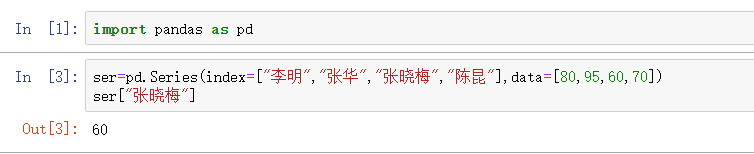 In [1]: import pandas as pd
In [3]: ser=pd.Series(index=["李明","张华","张晓梅","陈昆"],data=[80,95,60,70])
ser["张晓梅"]
Out[3]: 60